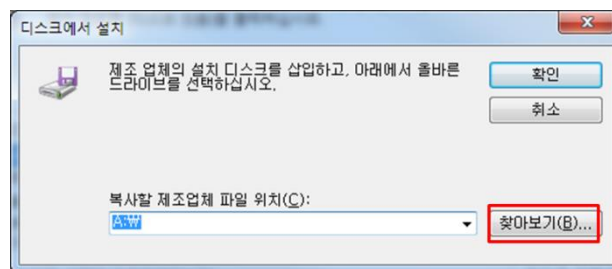 디스크에서 설치
제조 업체의 설치 디스크를 삽입하고, 아래에서 올바른
드라이브를 선택하십시오.
확인
취소
복사할 제조업체 파일 위치(C):
A:₩
찾아보기(B)...